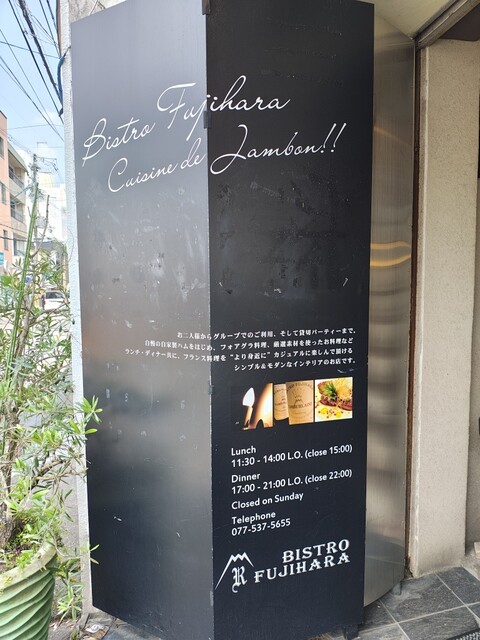 Bistro Fujihara
Cuisine de Jambon!!
お二人様からグループでのご利用、そして貸切パーティーまで。
自慢の自家製ハムをはじめ、フォアグラ料理、厳選素材を使ったお料理など
ランチ・ディナー共に、フランス料理を "より身近に" カジュアルに楽しんで頂ける
シンプル&モダンなインテリアのお店です。
Lunch
11:30 - 14:00 L.O. (close 15:00)
Dinner
17:00 - 21:00 L.O. (close 22:00)
Closed on Sunday
Telephone
077-537-5655
R
BISTRO
FUJIHARA